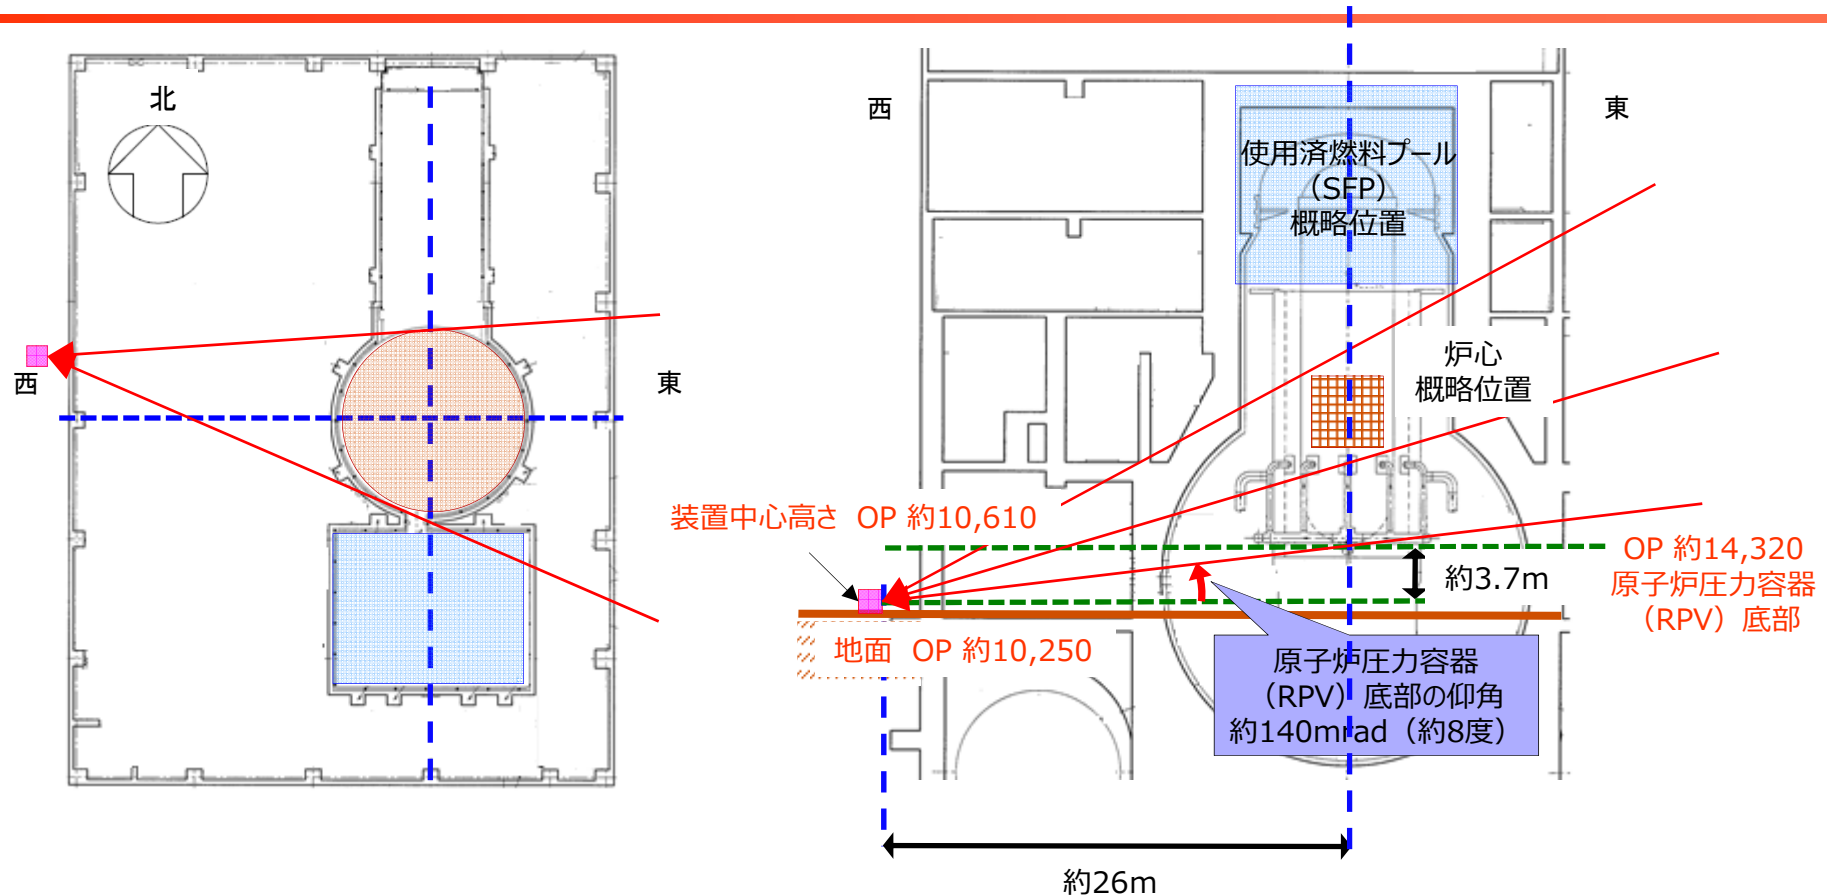 北
西
東
西
東
使用済燃料プール
（SFP）
概略位置
炉心
概略位置
装置中心高さ OP 約10,610
OP 約14,320
原子炉圧力容器
（RPV）底部
約3.7m
地面 OP 約10,250
原子炉圧力容器
（RPV）底部の仰角
約140mrad（約8度）
約26m